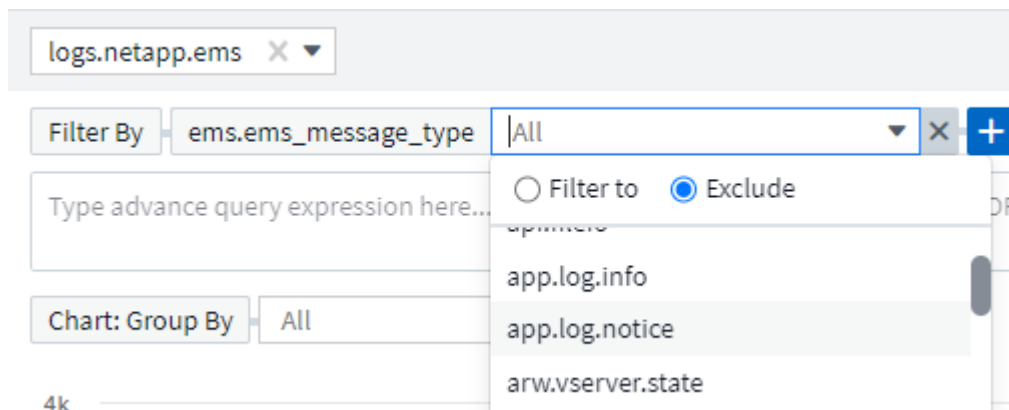 logs.netapp.ems
Filter By ems.ems_message_type All
Filter to Exclude
Type advance query expression here...
app.log.info
Chart: Group By All
app.log.notice
arw.vserver.state
4k